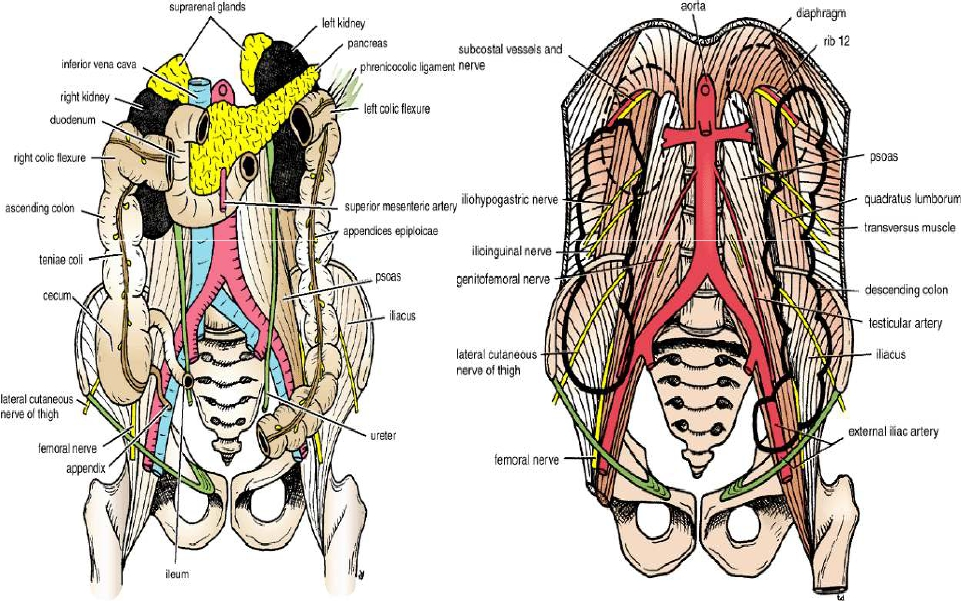 suprarenal glands
left kidney
pancreas
inferior vena cava
phrenicocolic ligament
right kidney
left colic flexure
duodenum
right colic flexure
ascending colon
superior mesenteric artery
appendices epiploicae
teniae coli
psoas
cecum
iliacus
lateral cutaneous
nerve of thigh
femoral nerve
ureter
appendix
ileum
R
aorta
diaphragm
rib 12
subcostal vessels and
nerve
psoas
iliohypogastric nerve
quadratus lumborum
transversus muscle
ilioinguinal nerve
genitofemoral nerve
descending colon
testicular artery
lateral cutaneous
nerve of thigh
iliacus
external iliac artery
femoral nerve